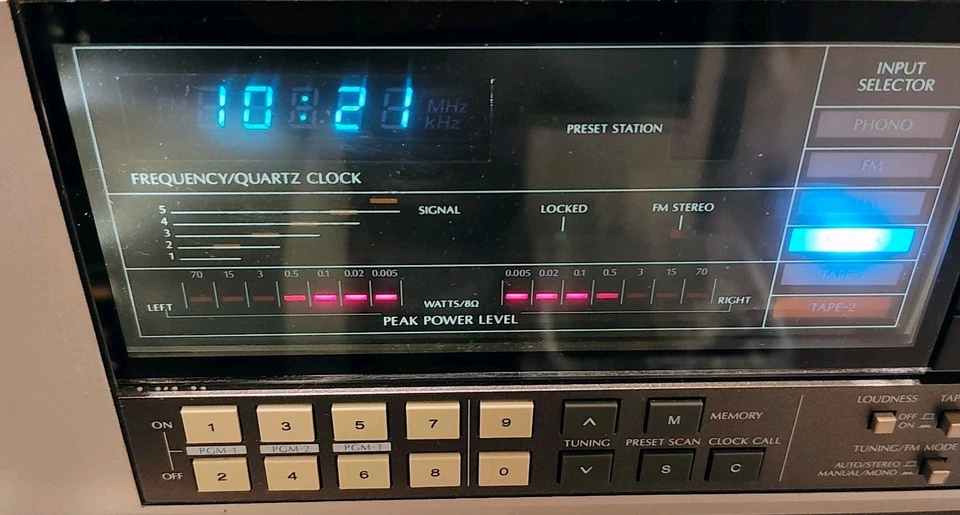 INPUT
SELECTOR
10:21
FM
MHz
kHz
PRESET STATION
PHONO
FM
FREQUENCY/QUARTZ CLOCK
5
4
3
2
1
SIGNAL
LOCKED
FM STEREO
70 15 3 0.5 0.1 0.02 0.005
0.005 0.02 0.1 0.5 3 15 70
LEFT
WATTS/8Ω
RIGHT
PEAK POWER LEVEL
TAPE-1
TAPE-2
ON
OFF
1 3 5 7 9
PGM-1 PGM-2 PGM-3
2 4 6 8 0
M MEMORY
TUNING PRESET SCAN CLOCK CALL
S C
LOUDNESS TAP
OFF
ON
TUNING/FM MODE
AUTO/STEREO
MANUAL/MONO